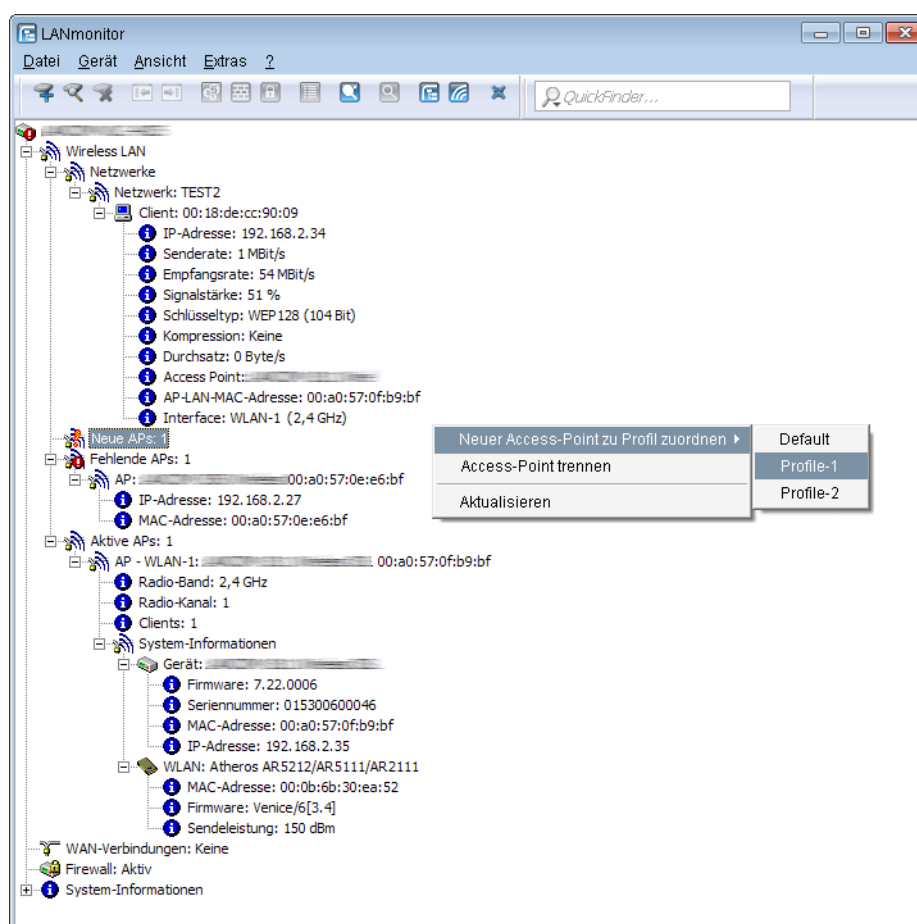 LANmonitor
Datei Gerät Ansicht Extras ?
QuickFinder...
Wireless LAN
Netzwerke
Netzwerk: TEST2
Client: 00:18:de:cc:90:09
IP-Adresse: 192.168.2.34
Senderate: 1 MBit/s
Empfangsrate: 54 MBit/s
Signalstärke: 51 %
Schlüsseltyp: WEP128 (104 Bit)
Kompression: Keine
Durchsatz: 0 Byte/s
Access Point:
AP-LAN-MAC-Adresse: 00:a0:57:0f:b9:bf
Interface: WLAN-1 (2,4 GHz)
Neue APs: 1
Neuer Access-Point zu Profil zuordnen
Default
Access-Point trennen
Profile-1
Aktualisieren
Profile-2
Fehlende APs: 1
AP: 00:a0:57:0e:e6:bf
IP-Adresse: 192.168.2.27
MAC-Adresse: 00:a0:57:0e:e6:bf
Aktive APs: 1
AP - WLAN-1: 00:a0:57:0f:b9:bf
Radio-Band: 2,4 GHz
Radio-Kanal: 1
Clients: 1
System-Informationen
Gerät:
Firmware: 7.22.0006
Seriennummer: 015300600046
MAC-Adresse: 00:a0:57:0f:b9:bf
IP-Adresse: 192.168.2.35
WLAN: Atheros AR5212/AR5111/AR2111
MAC-Adresse: 00:0b:6b:30:ea:52
Firmware: Venice/6[3.4]
Sendeleistung: 150 dBm
WAN-Verbindungen: Keine
Firewall: Aktiv
System-Informationen